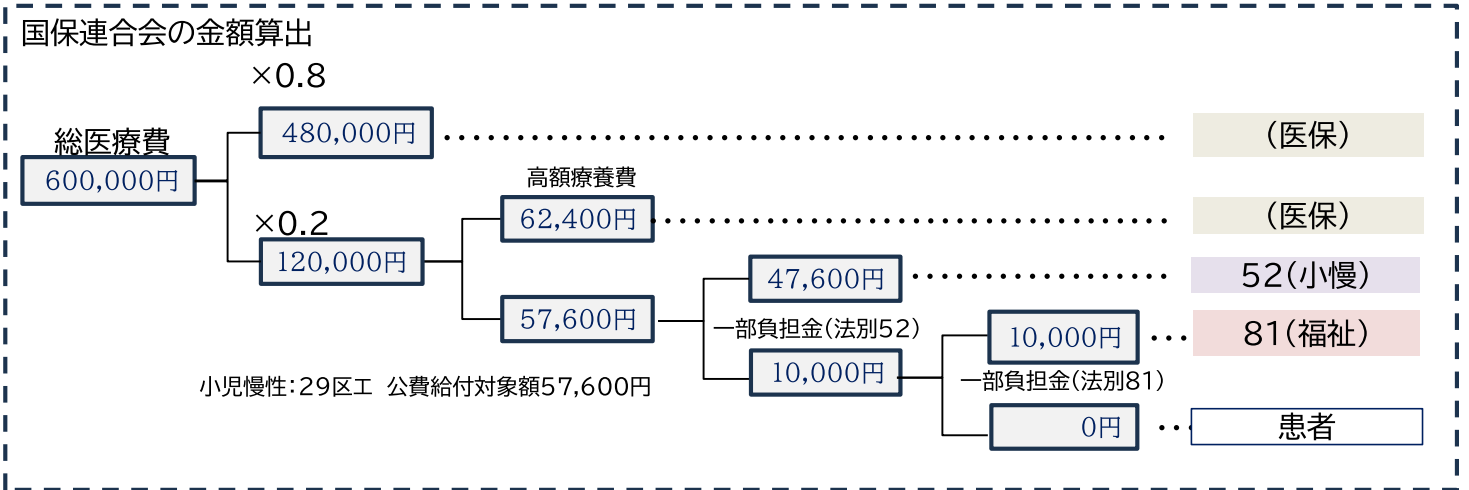 国保連合会の金額算出
×0.8
480,000円
(医保)
総医療費
600,000円
高額療養費
62,400円
(医保)
×0.2
120,000円
47,600円
52(小慢)
57,600円
一部負担金(法別52)
10,000円
81(福祉)
10,000円
一部負担金(法別81)
小児慢性:29区工 公費給付対象額57,600円
0円
患者